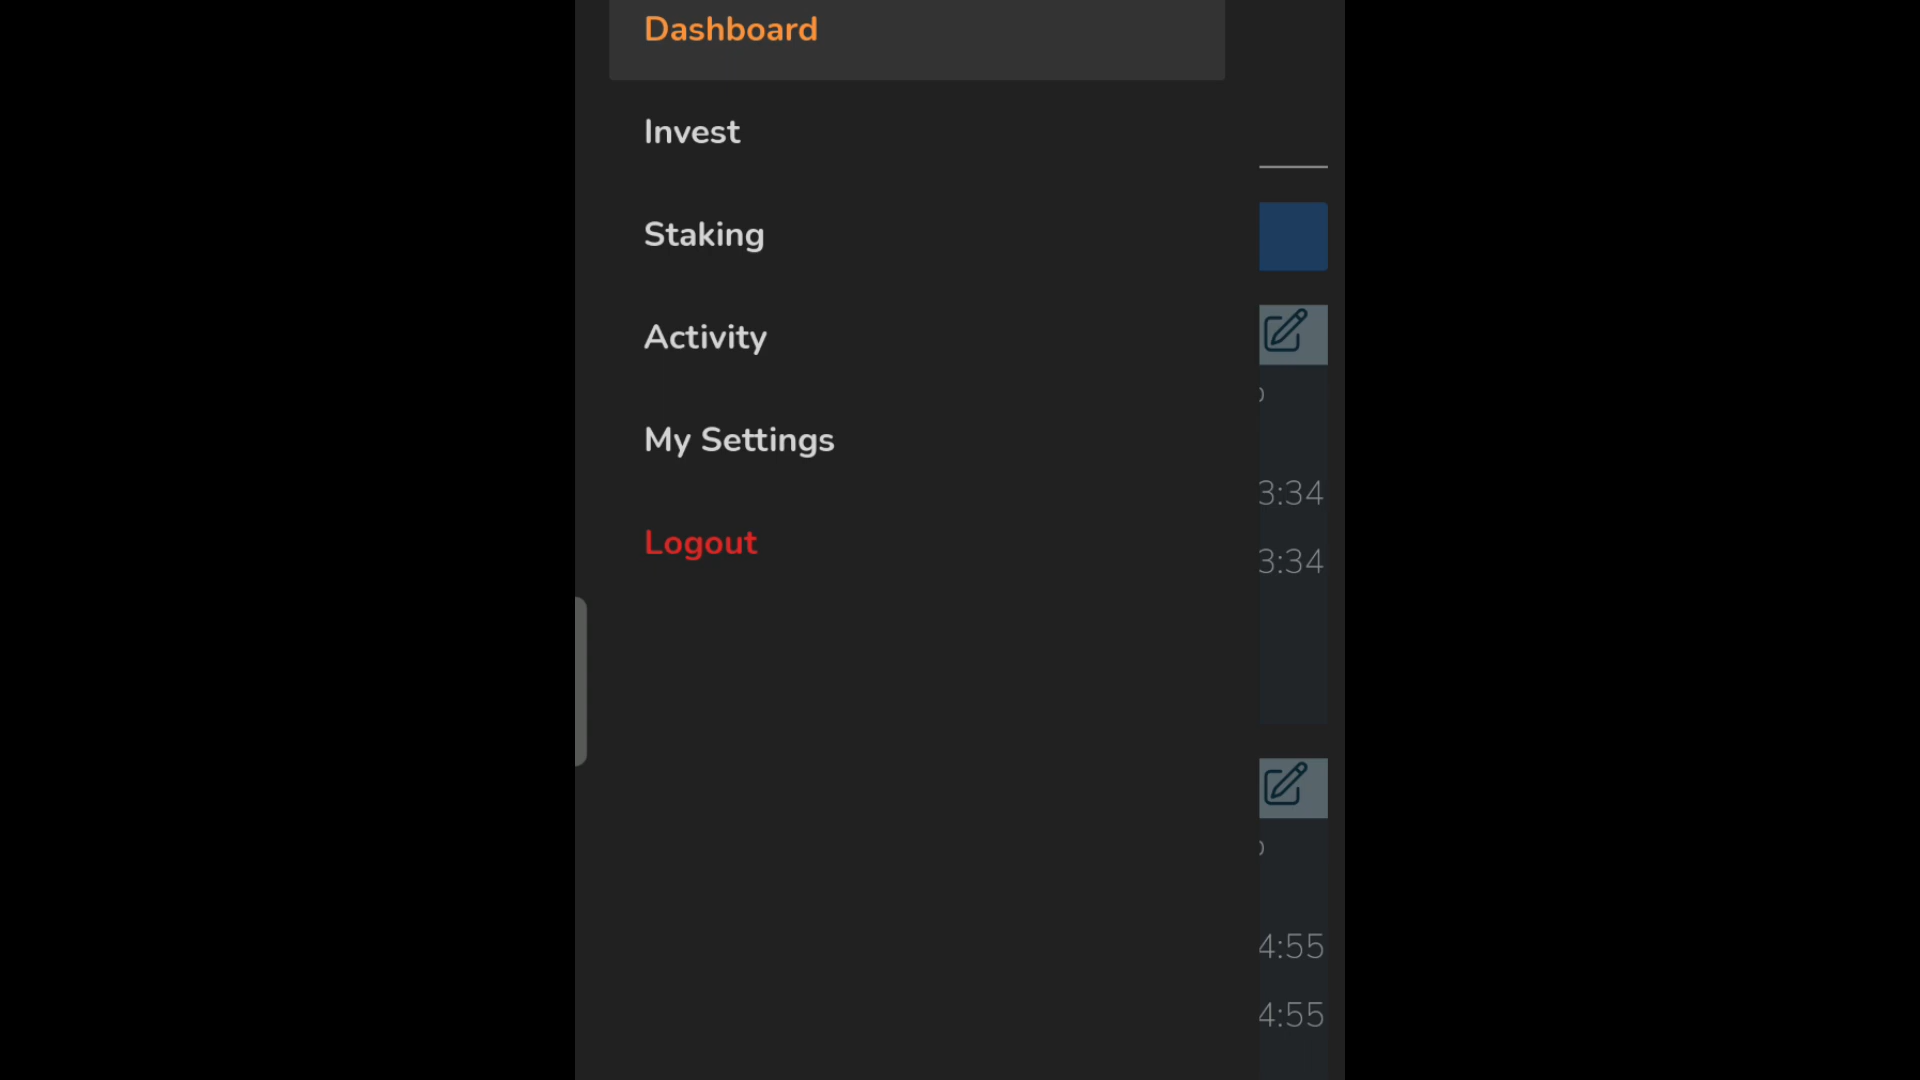 Dashboard
Invest
Staking
Activity
My Settings
Logout
3:34
3:34
4:55
4:55